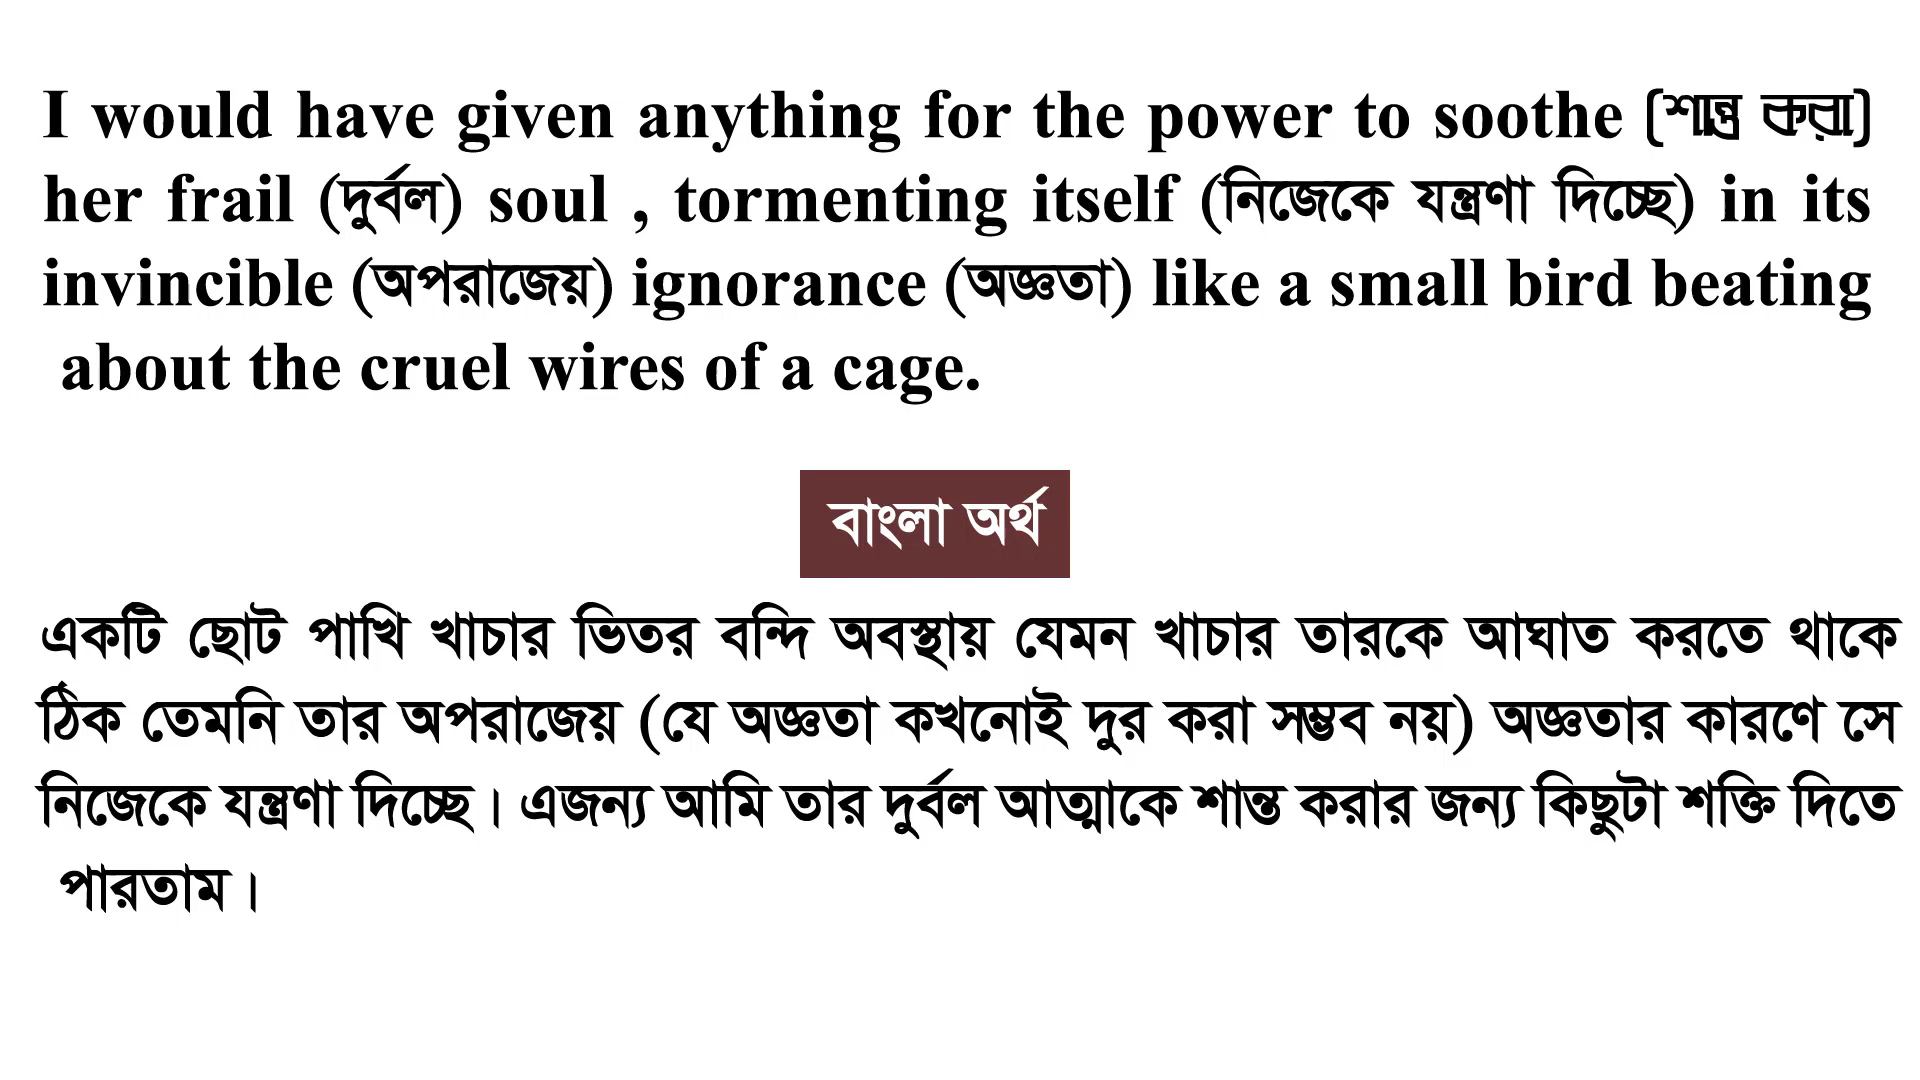 I would have given anything for the power to soothe (শান্ত করা)
her frail (দুর্বল) soul , tormenting itself (নিজেকে যন্ত্রণা দিচ্ছে) in its
invincible (অপরাজেয়) ignorance (অজ্ঞতা) like a small bird beating
about the cruel wires of a cage.
বাংলা অর্থ
একটি ছোট পাখি খাচার ভিতর বন্দি অবস্থায় যেমন খাচার তারকে আঘাত করতে থাকে
ঠিক তেমনি তার অপরাজেয় (যে অজ্ঞতা কখনোই দুর করা সম্ভব নয়) অজ্ঞতার কারণে সে
নিজেকে যন্ত্রণা দিচ্ছে। এজন্য আমি তার দুর্বল আত্মাকে শান্ত করার জন্য কিছুটা শক্তি দিতে
পারতাম।